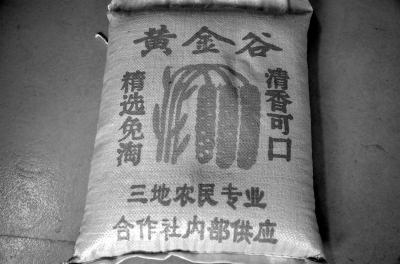 黄金谷
精选免淘
清香可口
三地农民专业
合作社内部供应